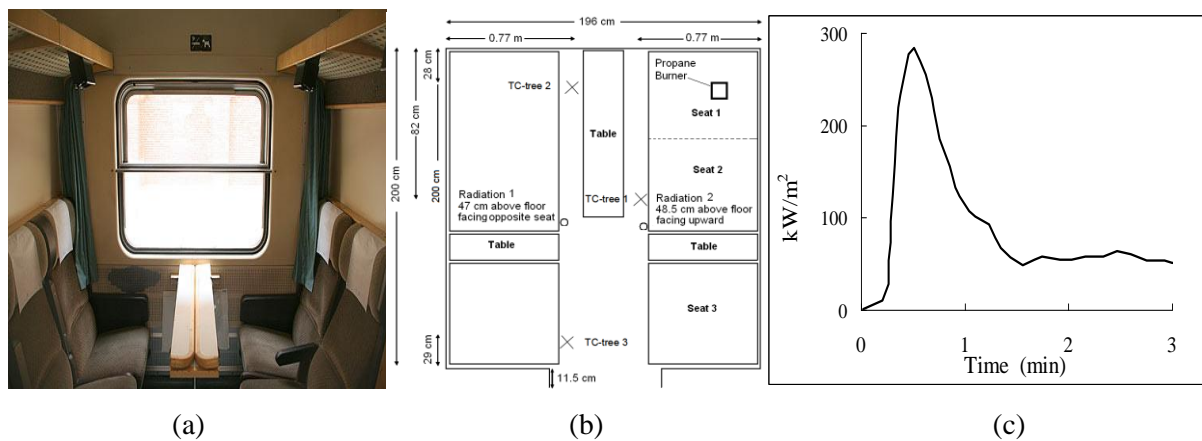 196 cm
0.77 m
0.77 m
28 cm
82 cm
200 cm
200 cm
29 cm
11.5 cm
TC-tree 2
Table
Propane
Burner
Seat 1
Seat 2
TC-tree 1
Radiation 1
47 cm above floor
facing opposite seat
Radiation 2
48.5 cm above floor
facing upward
Table
Table
Seat 3
TC-tree 3
kW/m²
300
200
100
0
0
1
2
3
Time (min)
(a)
(b)
(c)